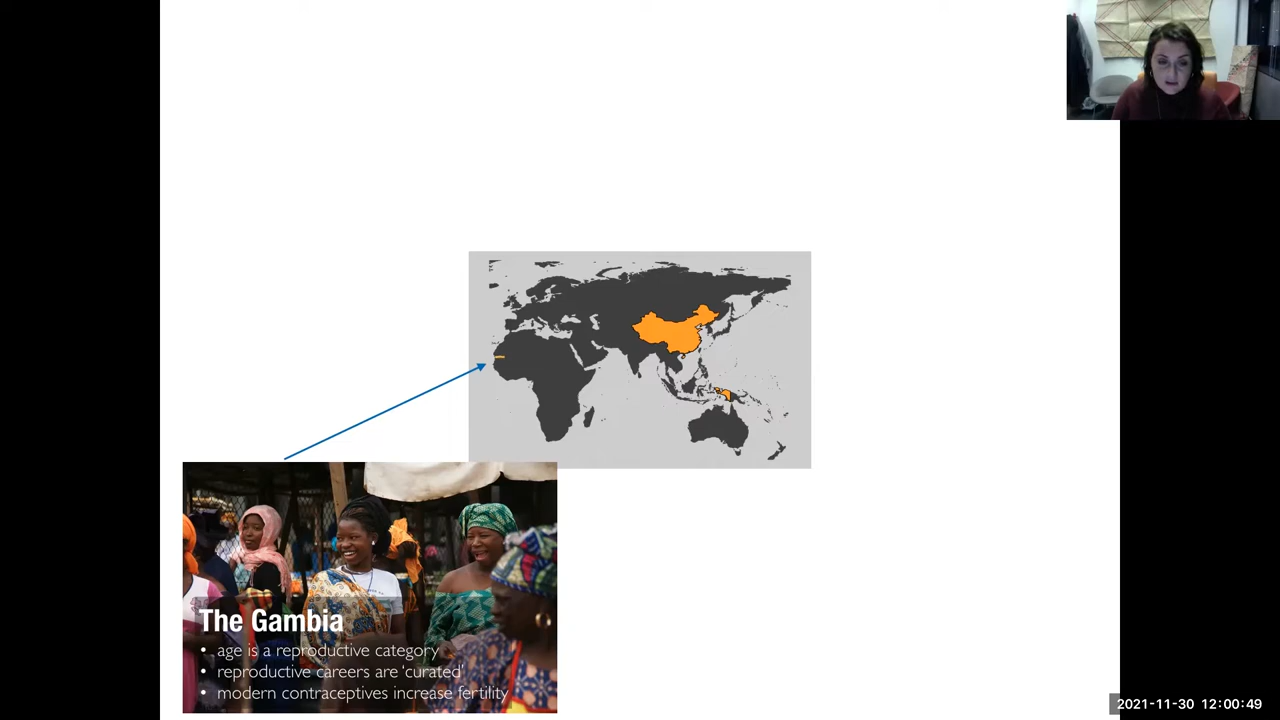 The Gambia
• age is a reproductive category
• reproductive careers are ‘curated’
• modern contraceptives increase fertility
2021-11-30 12:00:49